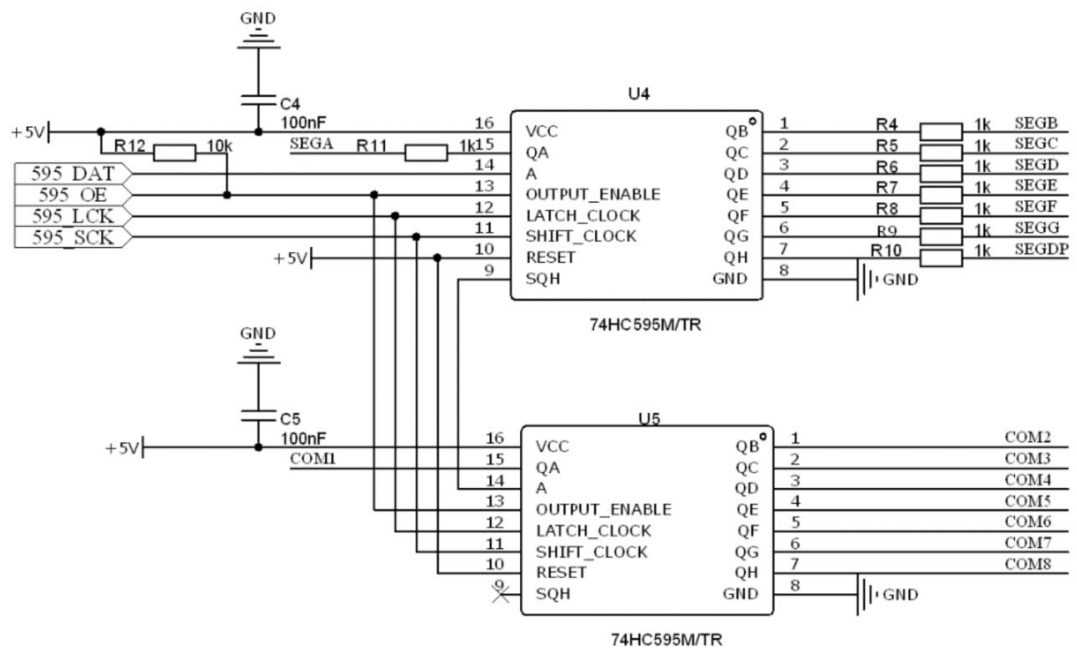 GND
C4
100nF
+5V
R12 10k
SEGA R11 1k
595_DAT
595_OE
595_LCK
595_SCK
+5V
U4
16 VCC QB 1 R4 1k SEGB
15 QA QC 2 R5 1k SEGC
14 A QD 3 R6 1k SEGD
13 OUTPUT_ENABLE QE 4 R7 1k SEGE
12 LATCH_CLOCK QF 5 R8 1k SEGF
11 SHIFT_CLOCK QG 6 R9 1k SEGG
10 RESET QH 7 R10 1k SEGDP
9 SQH GND 8 GND
74HC595M/TR
GND
C5
100nF
+5V
COM1
U5
16 VCC QB 1 COM2
15 QA QC 2 COM3
14 A QD 3 COM4
13 OUTPUT_ENABLE QE 4 COM5
12 LATCH_CLOCK QF 5 COM6
11 SHIFT_CLOCK QG 6 COM7
10 RESET QH 7 COM8
9 SQH GND 8 GND
74HC595M/TR